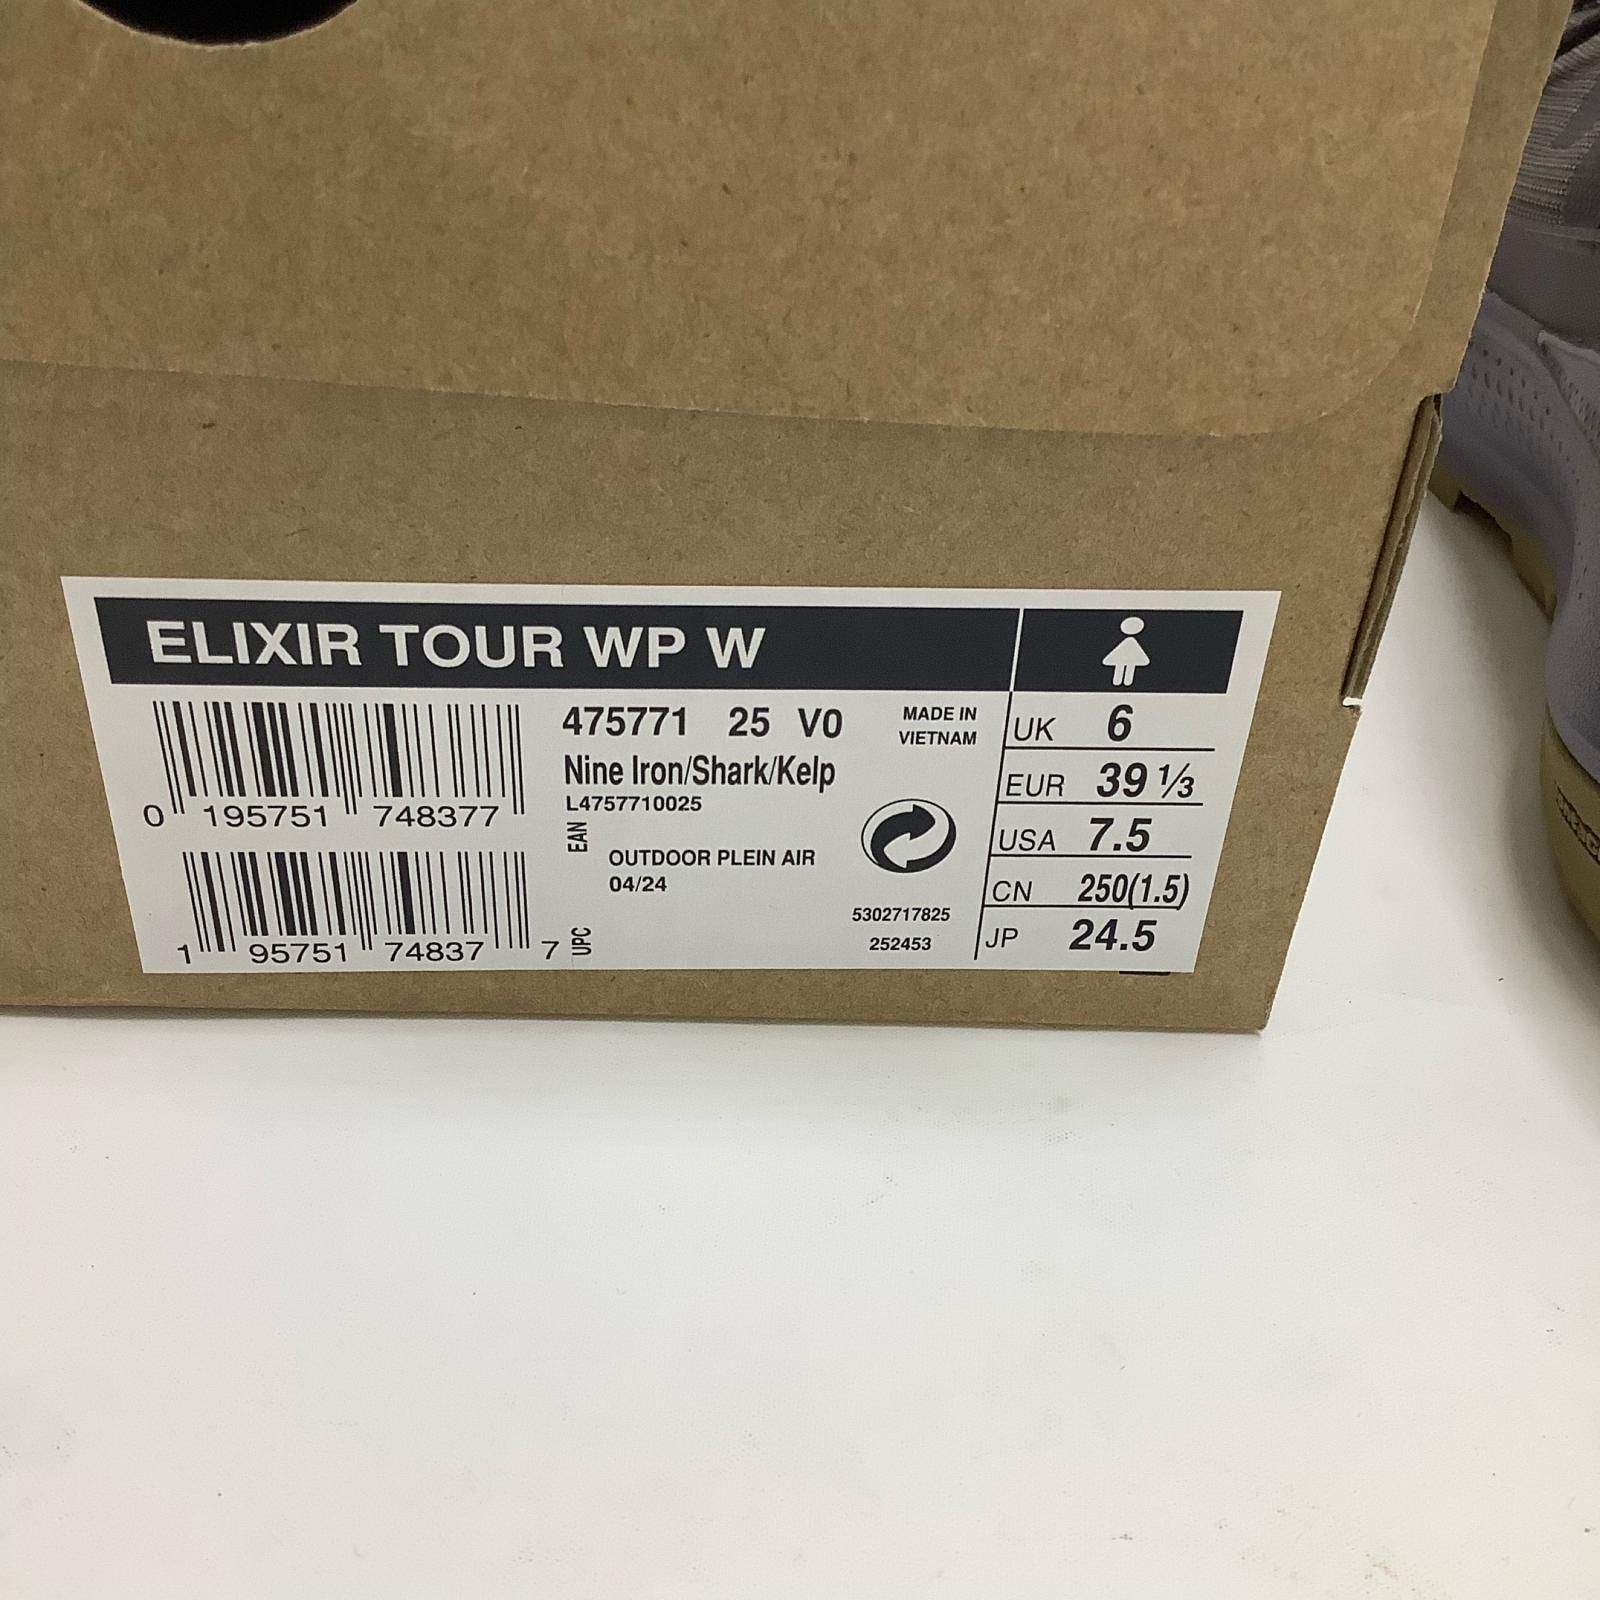 ELIXIR TOUR WP W
475771 25 V0
MADE IN
VIETNAM
Nine Iron/Shark/Kelp
L4757710025
0 195751 748377
EAN
OUTDOOR PLEIN AIR
04/24
5302717825
252453
1 95751 74837 7
UPC
UK 6
EUR 39 1/3
USA 7.5
CN 250(1.5)
JP 24.5